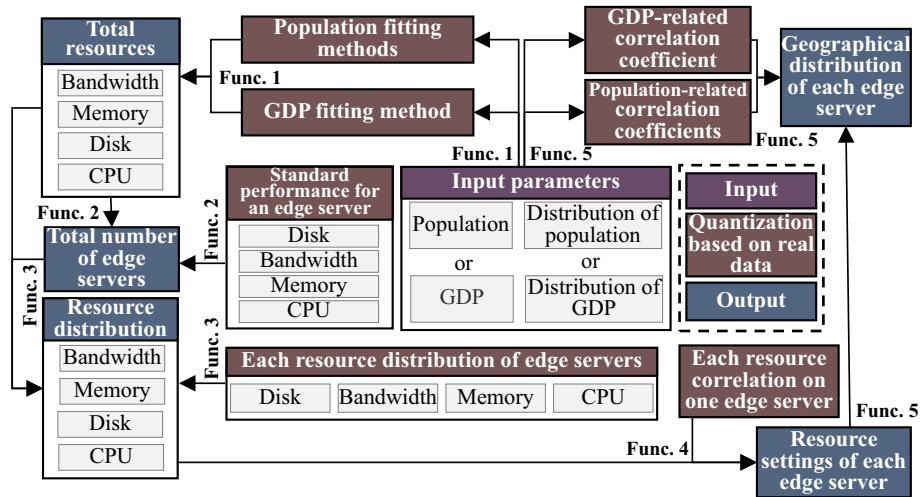 Total
resources
Bandwidth
Memory
Disk
CPU
Func. 1
Population fitting
methods
GDP fitting method
GDP-related
correlation
coefficient
Population-related
correlation
coefficients
Geographical
distribution
of each edge
server
Func. 5
Func. 1
Func. 5
Func. 2
Total number
of edge
servers
Func. 2
Standard
performance for
an edge server
Disk
Bandwidth
Memory
CPU
Input parameters
Population
or
GDP
Distribution of
population
or
Distribution of
GDP
Input
Quantization
based on real
data
Output
Func. 3
Resource
distribution
Bandwidth
Memory
Disk
CPU
Func. 3
Each resource distribution of edge servers
Disk
Bandwidth
Memory
CPU
Each resource
correlation on
one edge server
Func. 4
Func. 5
Resource
settings of each
edge server